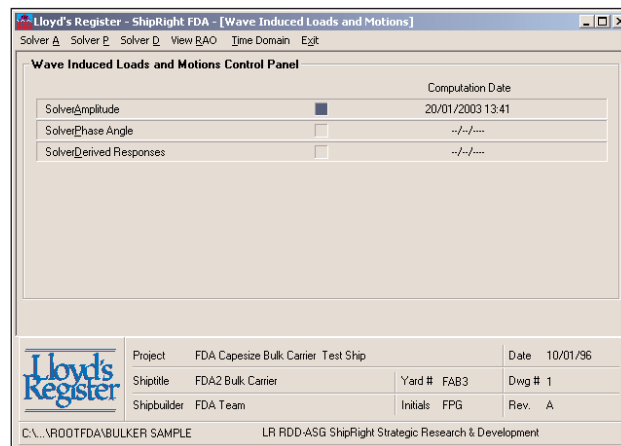 Lloyd's Register - ShipRight FDA - [Wave Induced Loads and Motions]
Solver A Solver P Solver D View RAO Time Domain Exit
Wave Induced Loads and Motions Control Panel
Computation Date
SolverAmplitude 20/01/2003 13:41
SolverPhase Angle --/--/----
SolverDerived Responses --/--/----
Lloyd's
Register
Project FDA Capesize Bulk Carrier Test Ship Date 10/01/96
Shiptitle FDA2 Bulk Carrier Yard # FAB3 Dwg # 1
Shipbuilder FDA Team Initials FPG Rev. A
C:\...\ROOTFDA\BULKER SAMPLE LR RDD-ASG ShipRight Strategic Research & Development